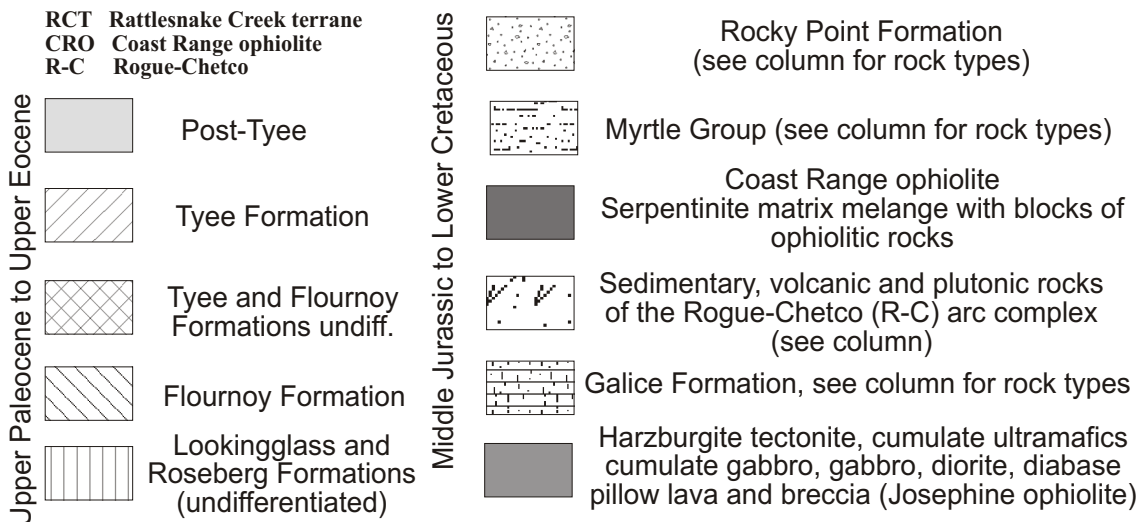 RCT Rattlesnake Creek terrane
CRO Coast Range ophiolite
R-C Rogue-Chetco
Upper Paleocene to Upper Eocene
Post-Tyee
Tyee Formation
Tyee and Flournoy
Formations undiff.
Flournoy Formation
Lookingglass and
Roseberg Formations
(undifferentiated)
Middle Jurassic to Lower Cretaceous
Rocky Point Formation
(see column for rock types)
Myrtle Group (see column for rock types)
Coast Range ophiolite
Serpentinite matrix melange with blocks of
ophiolitic rocks
Sedimentary, volcanic and plutonic rocks
of the Rogue-Chetco (R-C) arc complex
(see column)
Galice Formation, see column for rock types
Harzburgite tectonite, cumulate ultramafics
cumulate gabbro, gabbro, diorite, diabase
pillow lava and breccia (Josephine ophiolite)